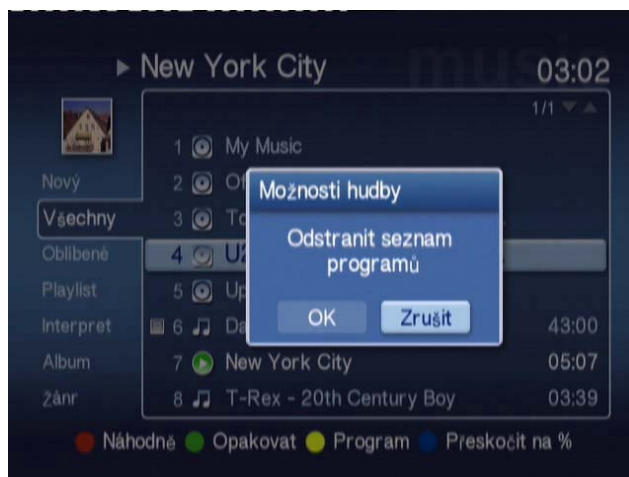 New York City
music
03:02
1/1
1 My Music
Nový
2
Všechny
3
Oblíbené
4 U2
Playlist
5 Up
Interpret
6 Da 43:00
Album
7 New York City 05:07
žánr
8 T-Rex - 20th Century Boy 03:39
Možnosti hudby
Odstranit seznam
programů
OK Zrušit
Náhodně Opakovat Program Přeskočit na %